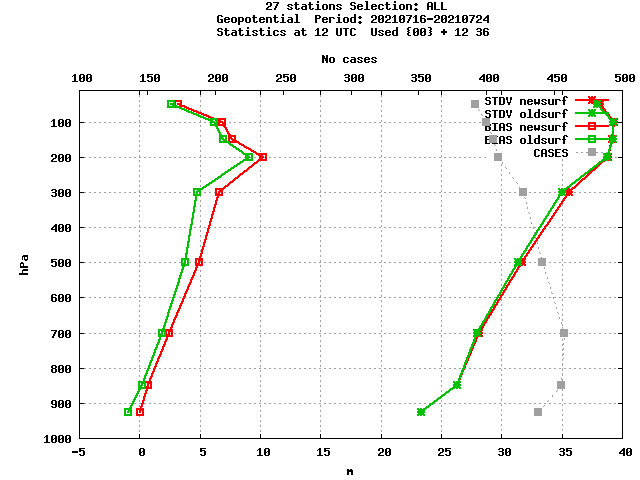 27 stations Selection: ALL
Geopotential  Period: 20210716-20210724
Statistics at 12 UTC  Used {00} + 12 36
No cases
100 150 200 250 300 350 400 450 500
STDV newsurf
STDV oldsurf
BIAS newsurf
BIAS oldsurf
CASES
100
200
300
400
500
600
700
800
900
1000
hPa
-5 0 5 10 15 20 25 30 35 40
m